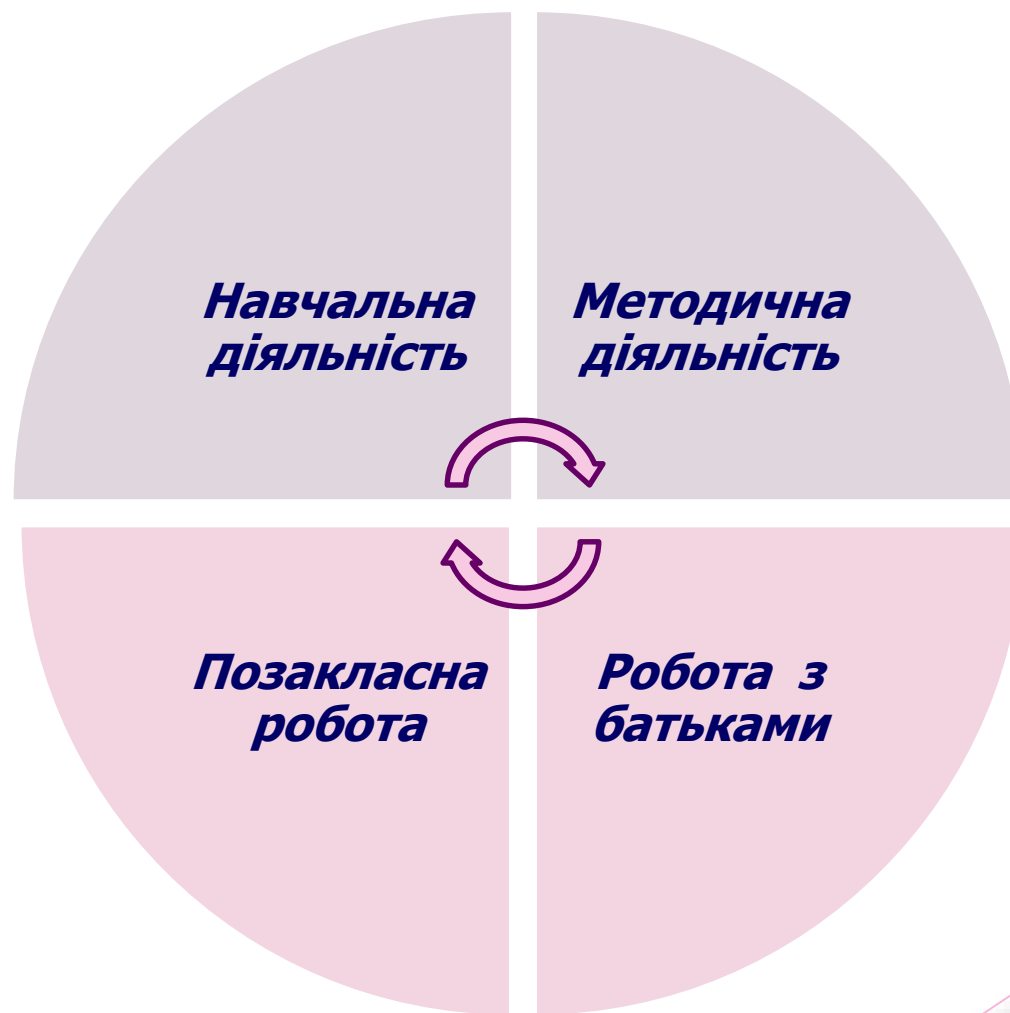 Навчальна
діяльність
Методична
діяльність
Позакласна
робота
Робота з
батьками